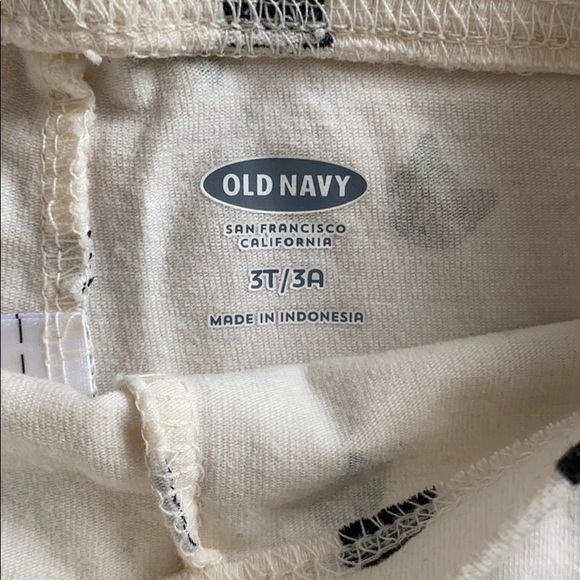 OLD NAVY
SAN FRANCISCO
CALIFORNIA
3T/3A
MADE IN INDONESIA